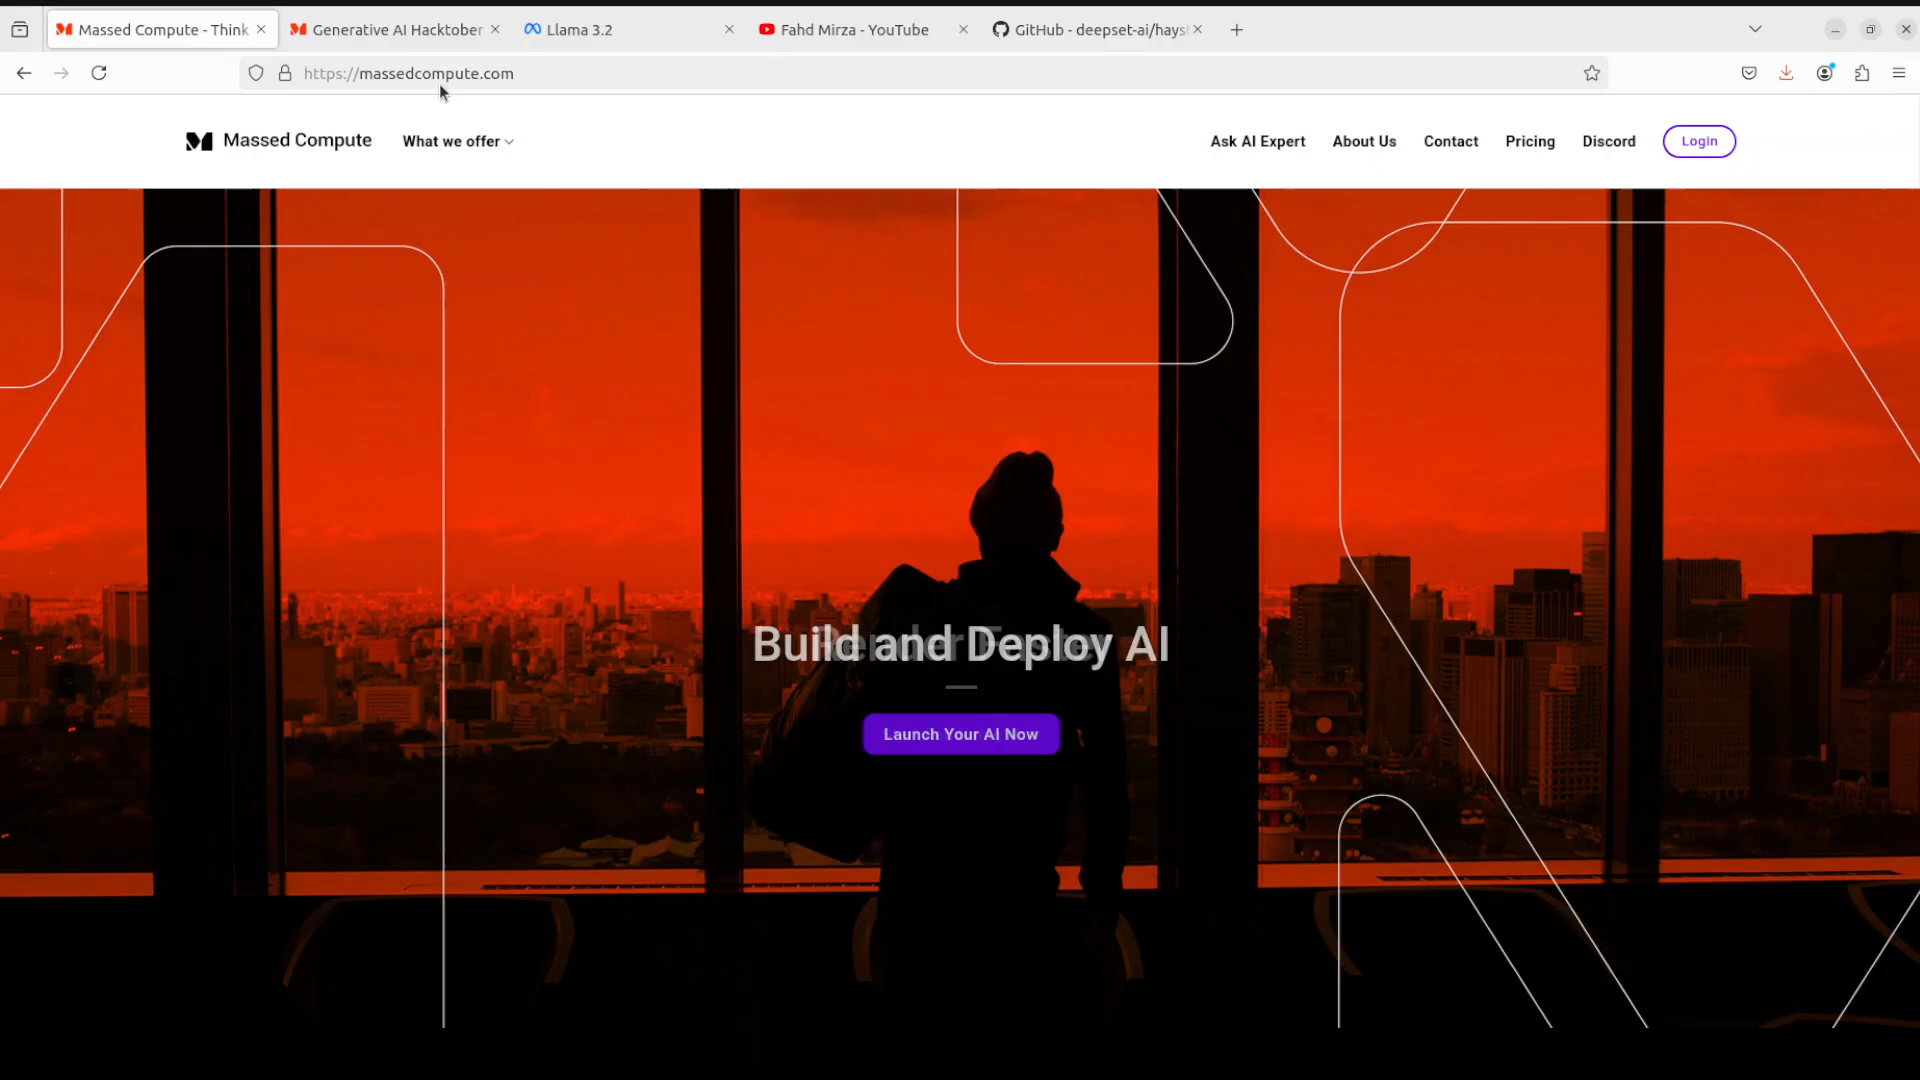 Massed Compute - Think
Generative AI Hacktober
Llama 3.2
Fahd Mirza - YouTube
GitHub - deepset-ai/hays
https://massedcompute.com
Massed Compute
What we offer
Ask AI Expert
About Us
Contact
Pricing
Discord
Login
Build and Deploy AI
Launch Your AI Now